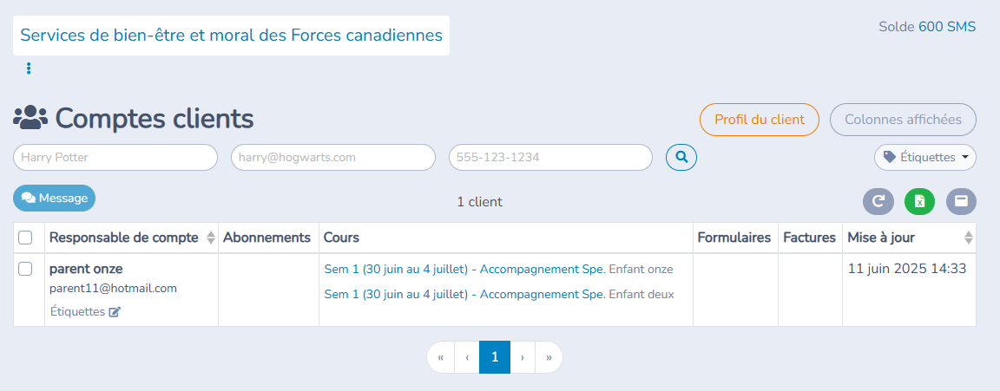 Services de bien-être et moral des Forces canadiennes
Solde 600 SMS
Comptes clients
Profil du client
Colonnes affichées
Harry Potter
harry@hogwarts.com
555-123-1234
Étiquettes
Message
1 client
Responsable de compte Abonnements Cours Formulaires Factures Mise à jour
parent onze
parent11@hotmail.com
Étiquettes
Sem 1 (30 juin au 4 juillet) - Accompagnement Spe. Enfant onze
Sem 1 (30 juin au 4 juillet) - Accompagnement Spe. Enfant deux
11 juin 2025 14:33
« ‹ 1 › »